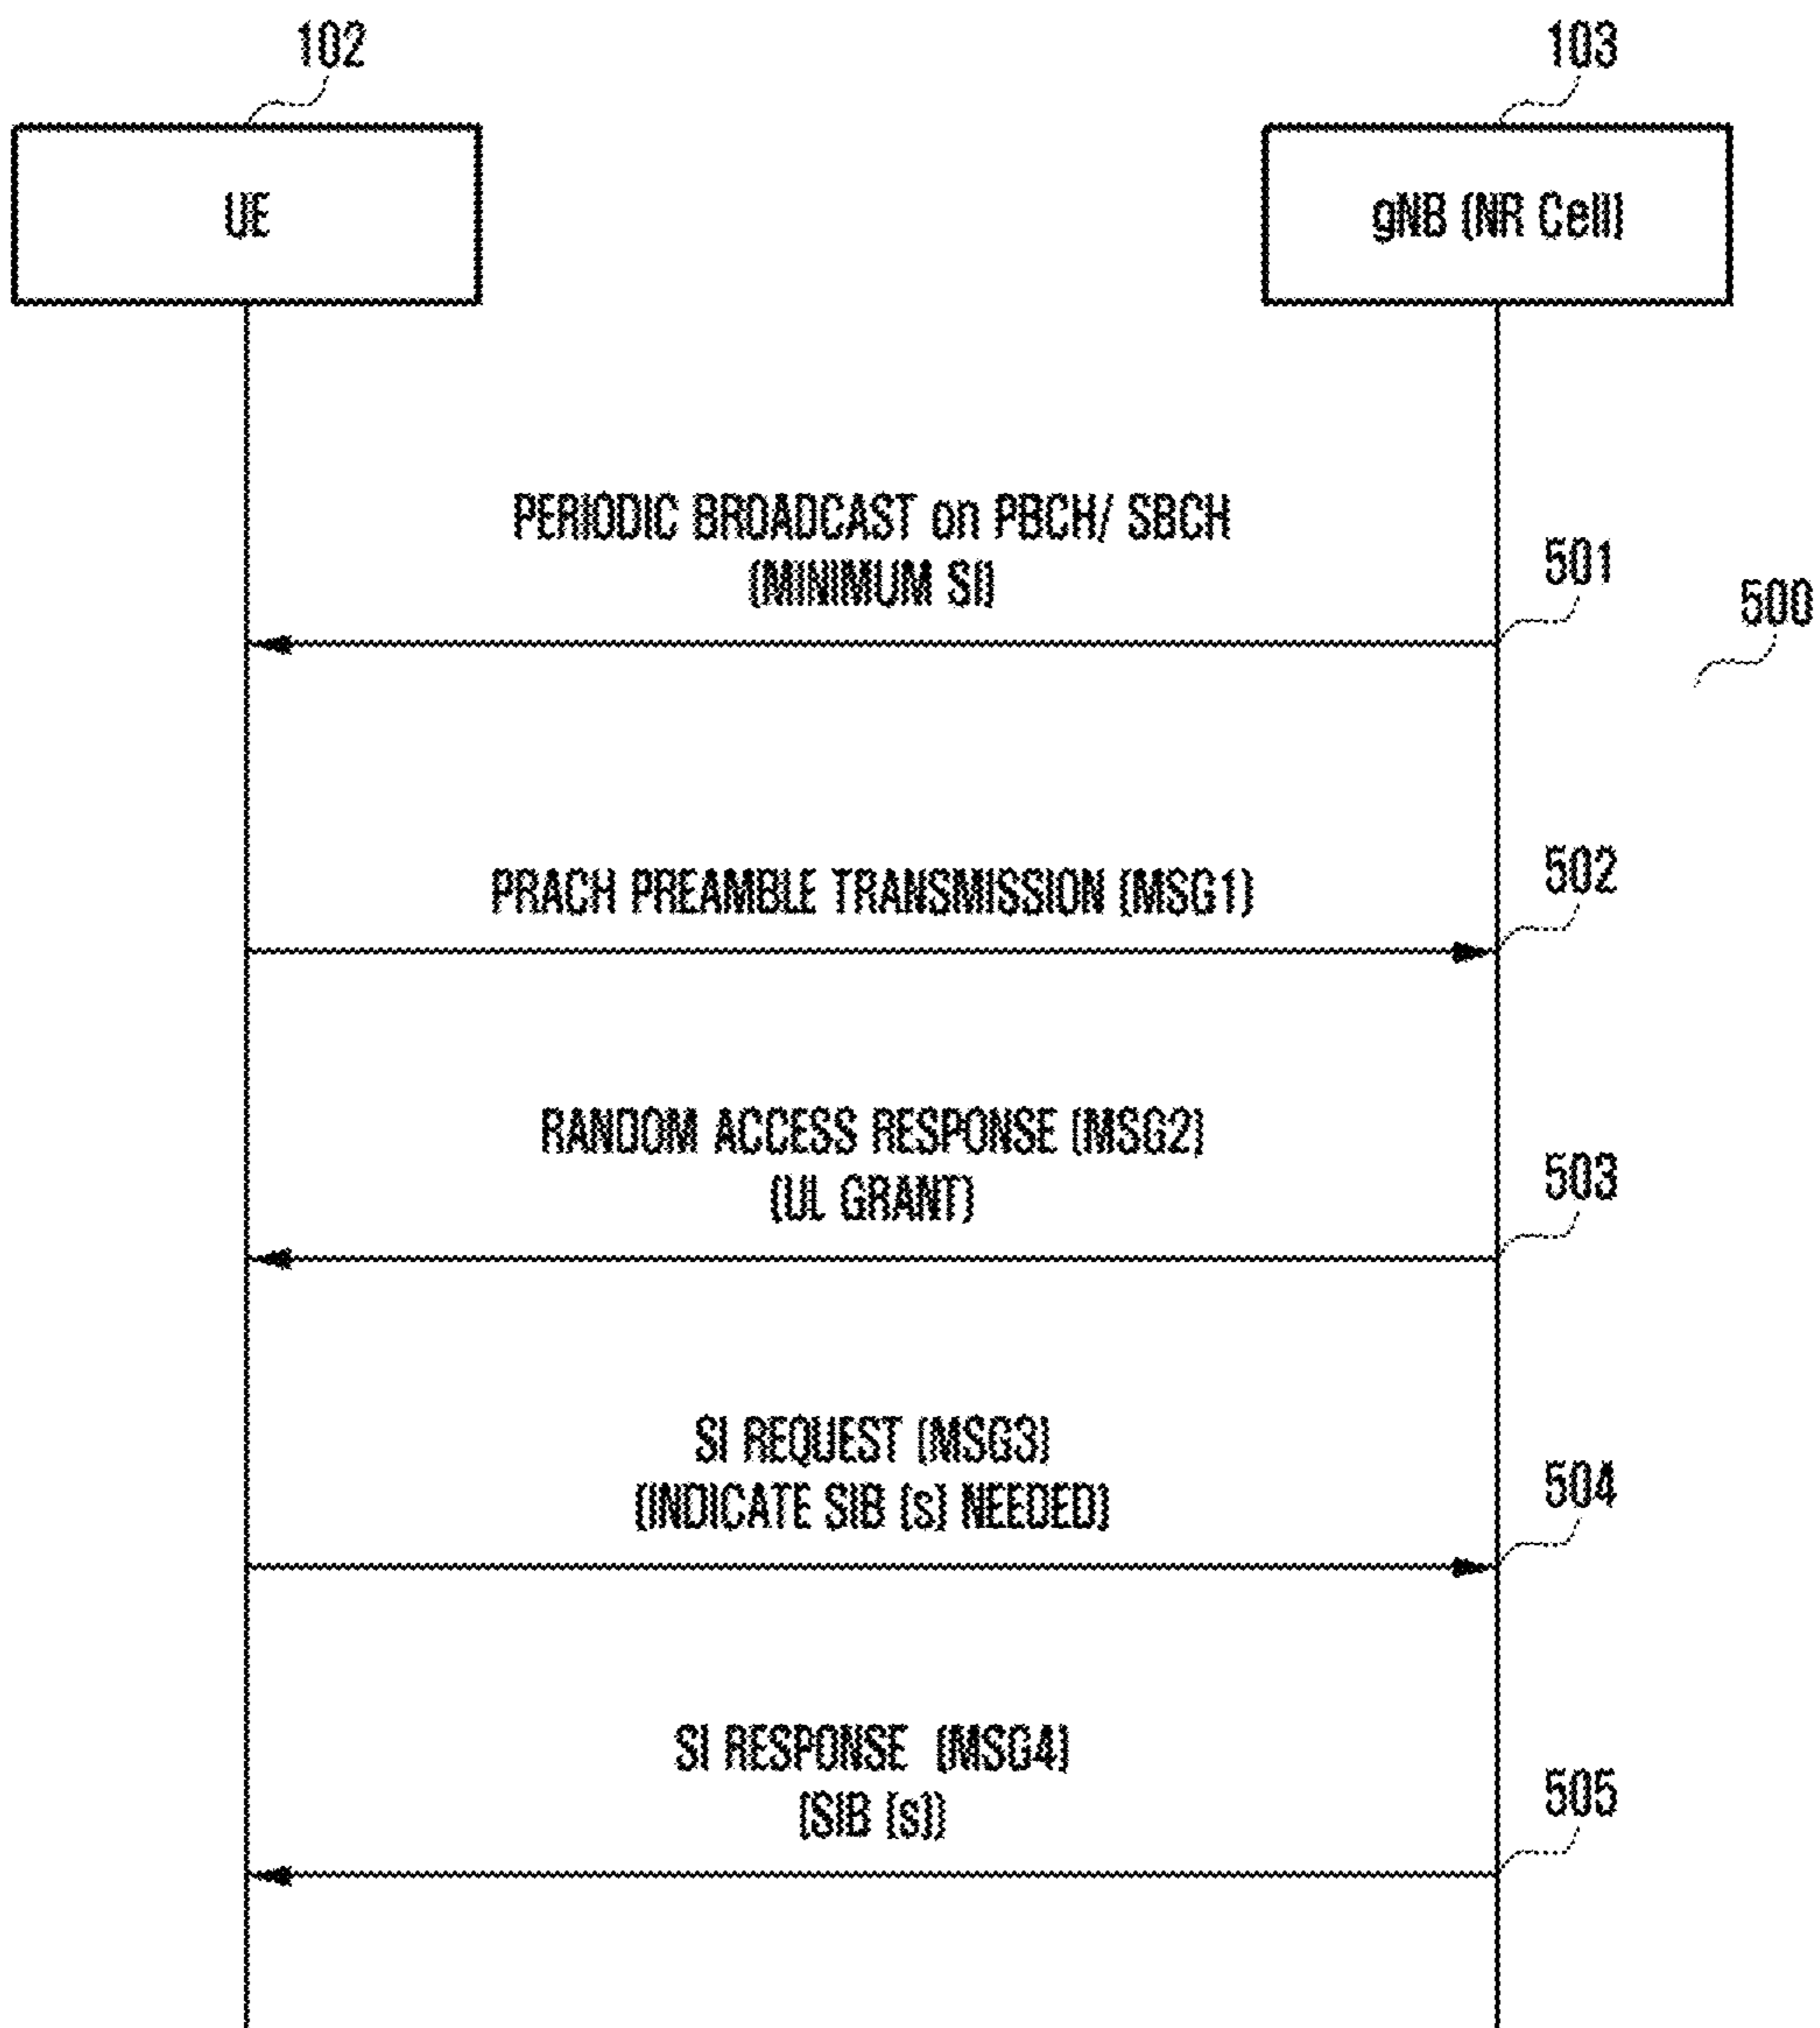 102
103
UE
gNB (NR Cell)
PERIODIC BROADCAST on PBCH/ SBCH
(MINIMUM SI)
501
500
PRACH PREAMBLE TRANSMISSION (MSG1)
502
RANDOM ACCESS RESPONSE (MSG2)
(UL GRANT)
503
SI REQUEST (MSG3)
(INDICATE SIB (s) NEEDED)
504
SI RESPONSE (MSG4)
(SIB (s))
505